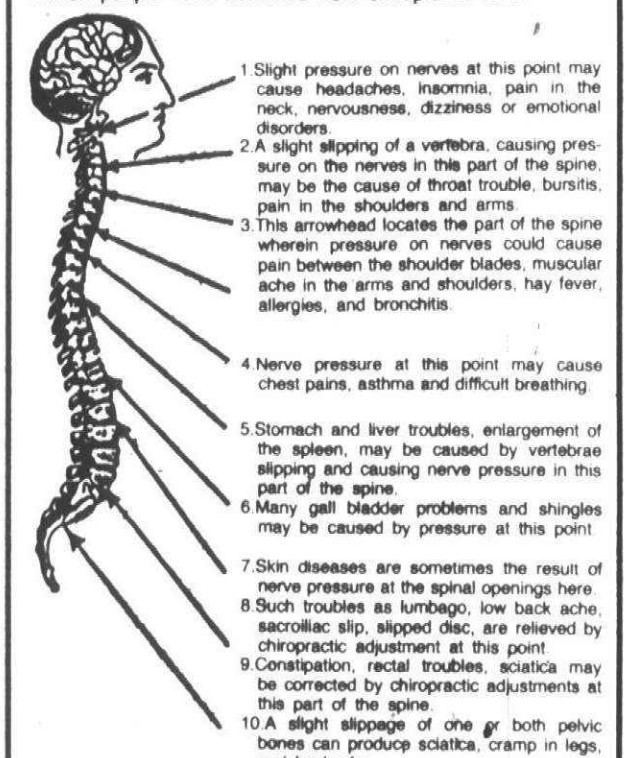 1.Slight pressure on nerves at this point may
cause headaches, insomnia, pain in the
neck, nervousness, dizziness or emotional
disorders.
2.A slight slipping of a vertebra, causing pres-
sure on the nerves in this part of the spine,
may be the cause of throat trouble, bursitis,
pain in the shoulders and arms.
3.This arrowhead locates the part of the spine
wherein pressure on nerves could cause
pain between the shoulder blades, muscular
ache in the arms and shoulders, hay fever,
allergies, and bronchitis.
4.Nerve pressure at this point may cause
chest pains, asthma and difficult breathing.
5.Stomach and liver troubles, enlargement of
the spleen, may be caused by vertebrae
slipping and causing nerve pressure in this
part of the spine.
6.Many gall bladder problems and shingles
may be caused by pressure at this point
7.Skin diseases are sometimes the result of
nerve pressure at the spinal openings here.
8.Such troubles as lumbago, low back ache,
sacroiliac slip, slipped disc, are relieved by
chiropractic adjustment at this point.
9.Constipation, rectal troubles, sciatica may
be corrected by chiropractic adjustments at
this part of the spine.
10.A slight slippage of one or both pelvic
bones can produce sciatica, cramp in legs,